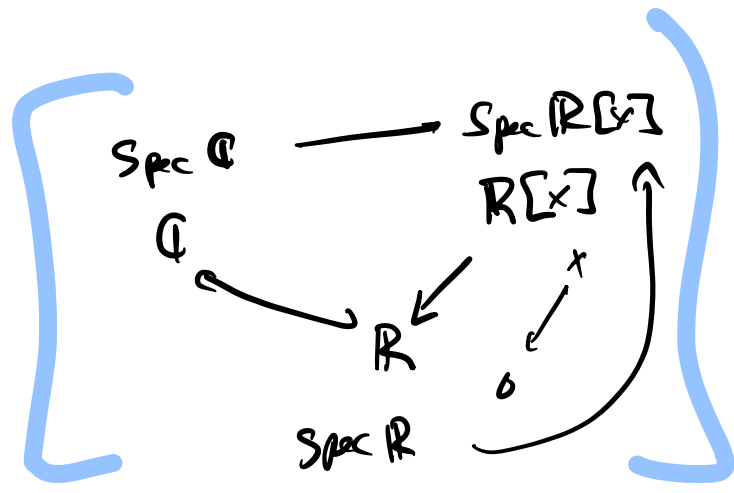 Spec ℂ → Spec ℝ[x]
ℂ ℝ[x]
x
ℝ
0
Spec ℝ